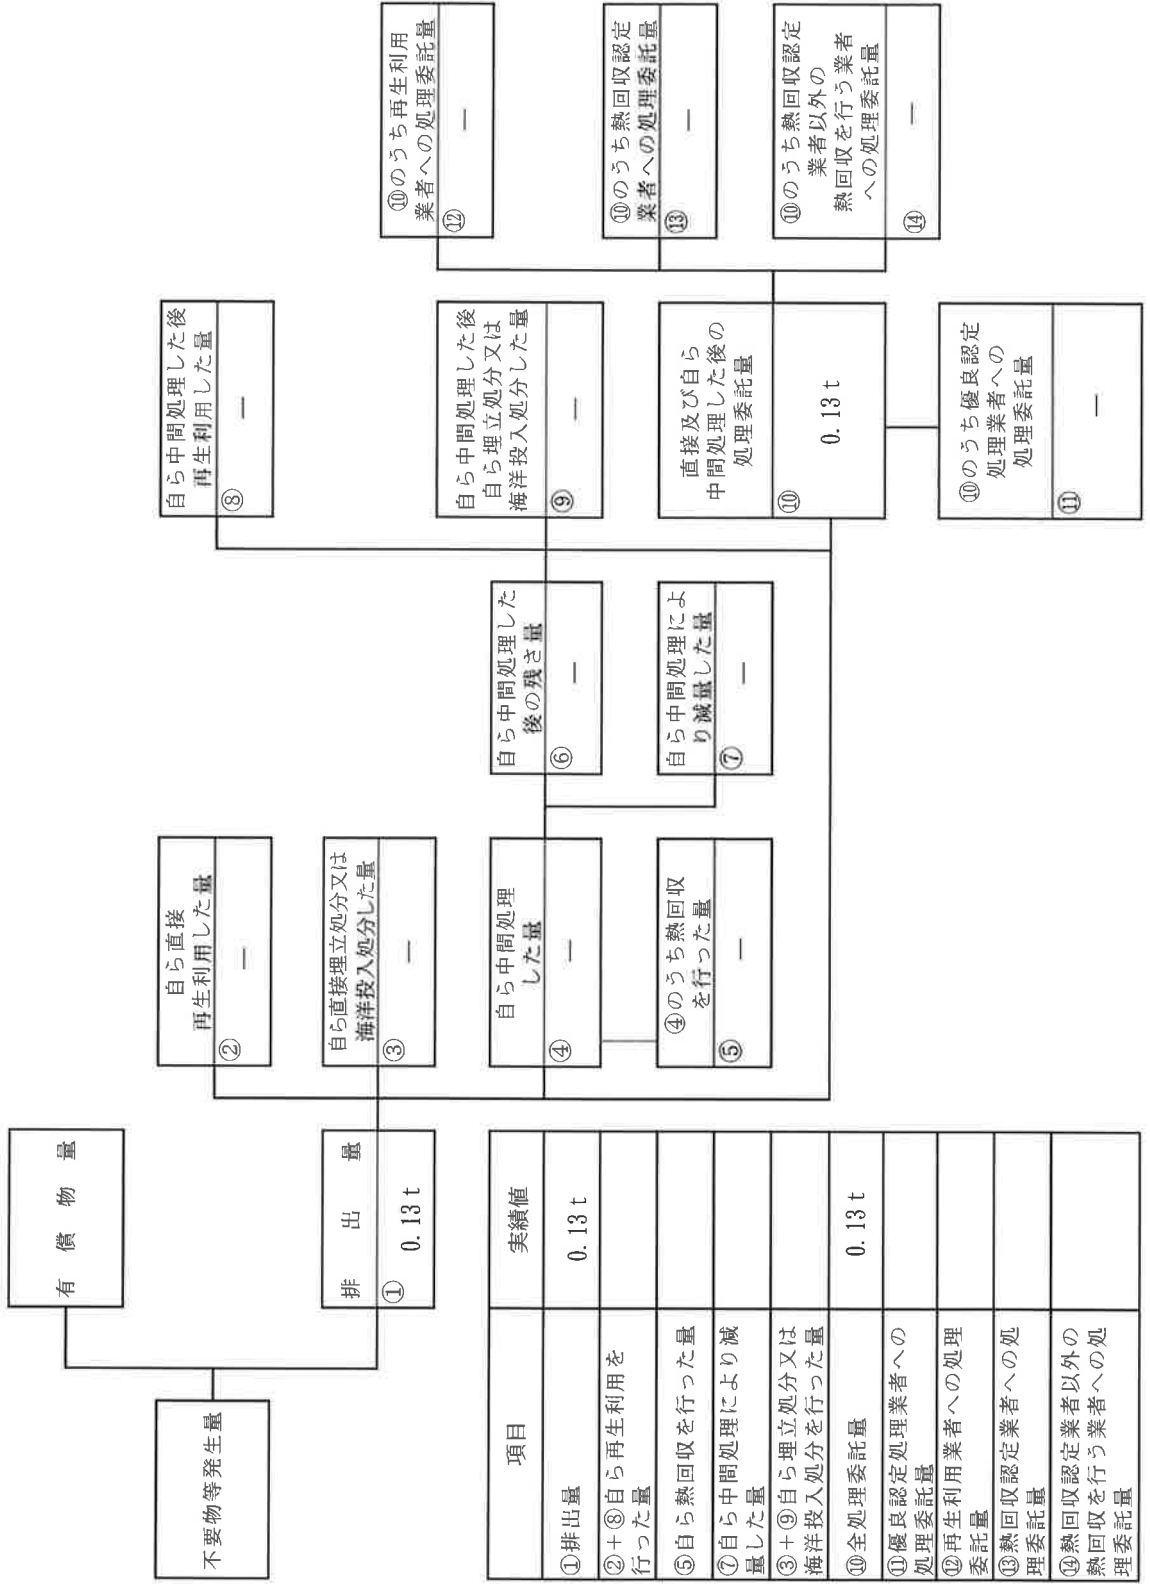 不要物等発生量
有償物量
排出量
①
0.13 t
自ら直接
再生利用した量
②
―
自ら直接埋立処分又は
海洋投入処分した量
③
―
自ら中間処理
した量
④
―
④のうち熱回収
を行った量
⑤
―
自ら中間処理した
後の残さ量
⑥
―
自ら中間処理によ
り減量した量
⑦
―
自ら中間処理した後
再生利用した量
⑧
―
自ら中間処理した後
自ら埋立処分又は
海洋投入処分した量
⑨
―
直接及び自ら
中間処理した後の
処理委託量
⑩
0.13 t
⑩のうち優良認定
処理業者への
処理委託量
⑪
―
⑩のうち再生利用
業者への処理委託量
⑫
―
⑩のうち熱回収認定
業者への処理委託量
⑬
―
⑩のうち熱回収認定
業者以外の
熱回収を行う業者
への処理委託量
⑭
―
項目 実績値
①排出量 0.13 t
②+⑧自ら再生利用を
行った量
⑤自ら熱回収を行った量
⑦自ら中間処理により減
量した量
③+⑨自ら埋立処分又は
海洋投入処分を行った量
⑩全処理委託量 0.13 t
⑪優良認定処理業者への
処理委託量
⑫再生利用業者への処理
委託量
⑬熱回収認定業者への処
理委託量
⑭熱回収認定業者以外の
熱回収を行う業者への処
理委託量